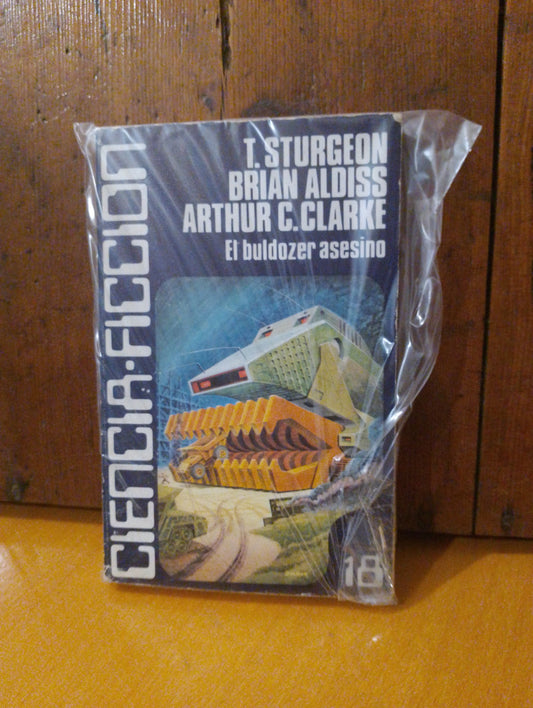 T. STURGEON
BRIAN ALDISS
ARTHUR C. CLARKE
El buldozer asesino
CIENCIA-FICCION
18